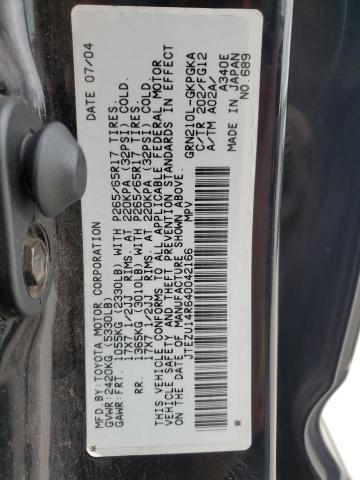 MFD.BY:TOYOTA MOTOR CORPORATION DATE 07/04
GVWR:2420KG (5330LB)
GAWR:FRT. 1055KG (2330LB) WITH P265/65R17 TIRES,
17X7 1/2JJ RIMS, AT 220KPA (32PSI) COLD.
RR. 1365KG (3010LB) WITH P265/65R17 TIRES,
17X7 1/2JJ RIMS, AT 220KPA (32PSI) COLD.
THIS VEHICLE CONFORMS TO ALL APPLICABLE FEDERAL MOTOR
VEHICLE SAFETY AND THEFT PREVENTION STANDARDS IN EFFECT
ON THE DATE OF MANUFACTURE SHOWN ABOVE.
JTEZU14R640042166 MPV
GRN210L-GKPGKA
C/TR 202/FG12
A/TM A02A/
A340E
MADE IN JAPAN
NO.689